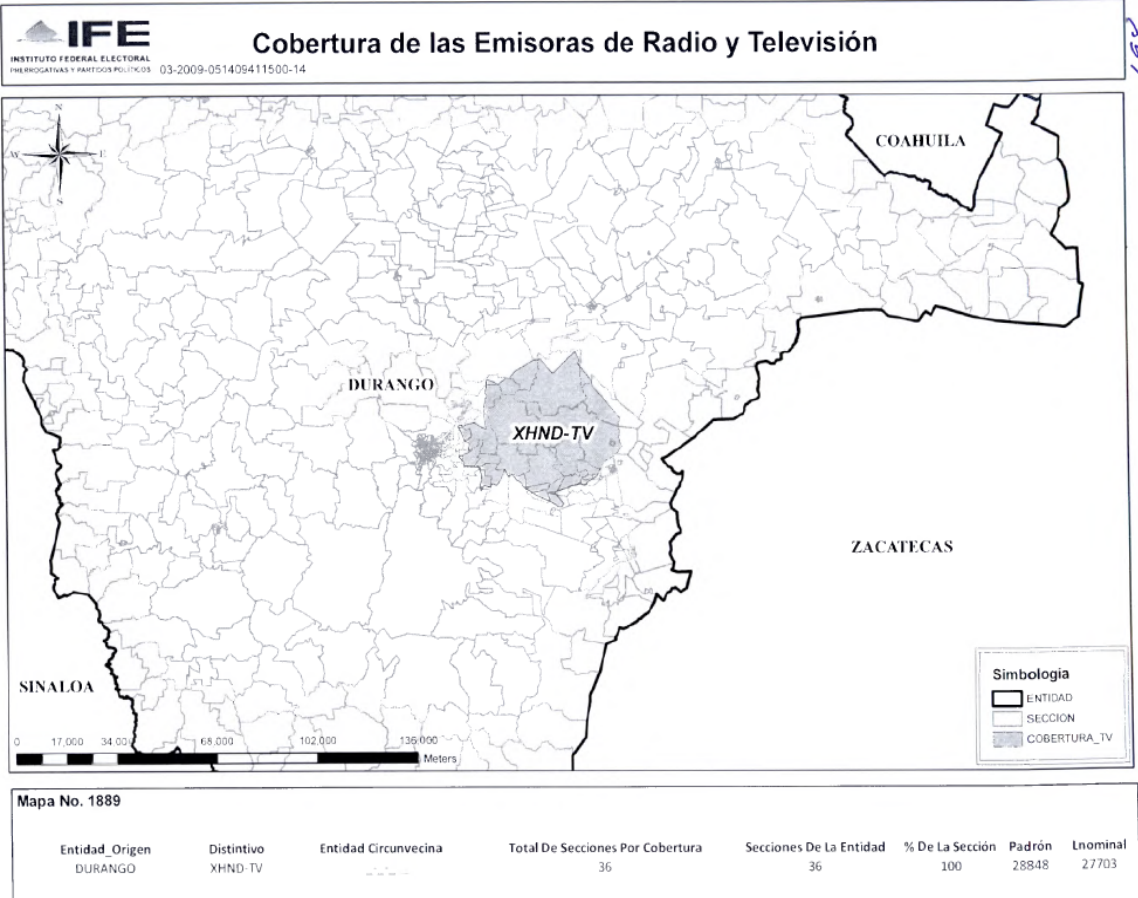 IFE
INSTITUTO FEDERAL ELECTORAL
PRERROGATIVAS Y PARTIDOS POLÍTICOS
03-2009-051409411500-14
Cobertura de las Emisoras de Radio y Televisión
N
W
E
S
COAHUILA
DURANGO
XHND-TV
ZACATECAS
SINALOA
0 17,000 34,00 68,000 102,000 136,000
Meters
Simbología
ENTIDAD
SECCION
COBERTURA_TV
Mapa No. 1889
Entidad_Origen Distintivo Entidad Circunvecina Total De Secciones Por Cobertura Secciones De La Entidad % De La Sección Padrón Lnominal
DURANGO XHND-TV 36 36 100 28848 27703